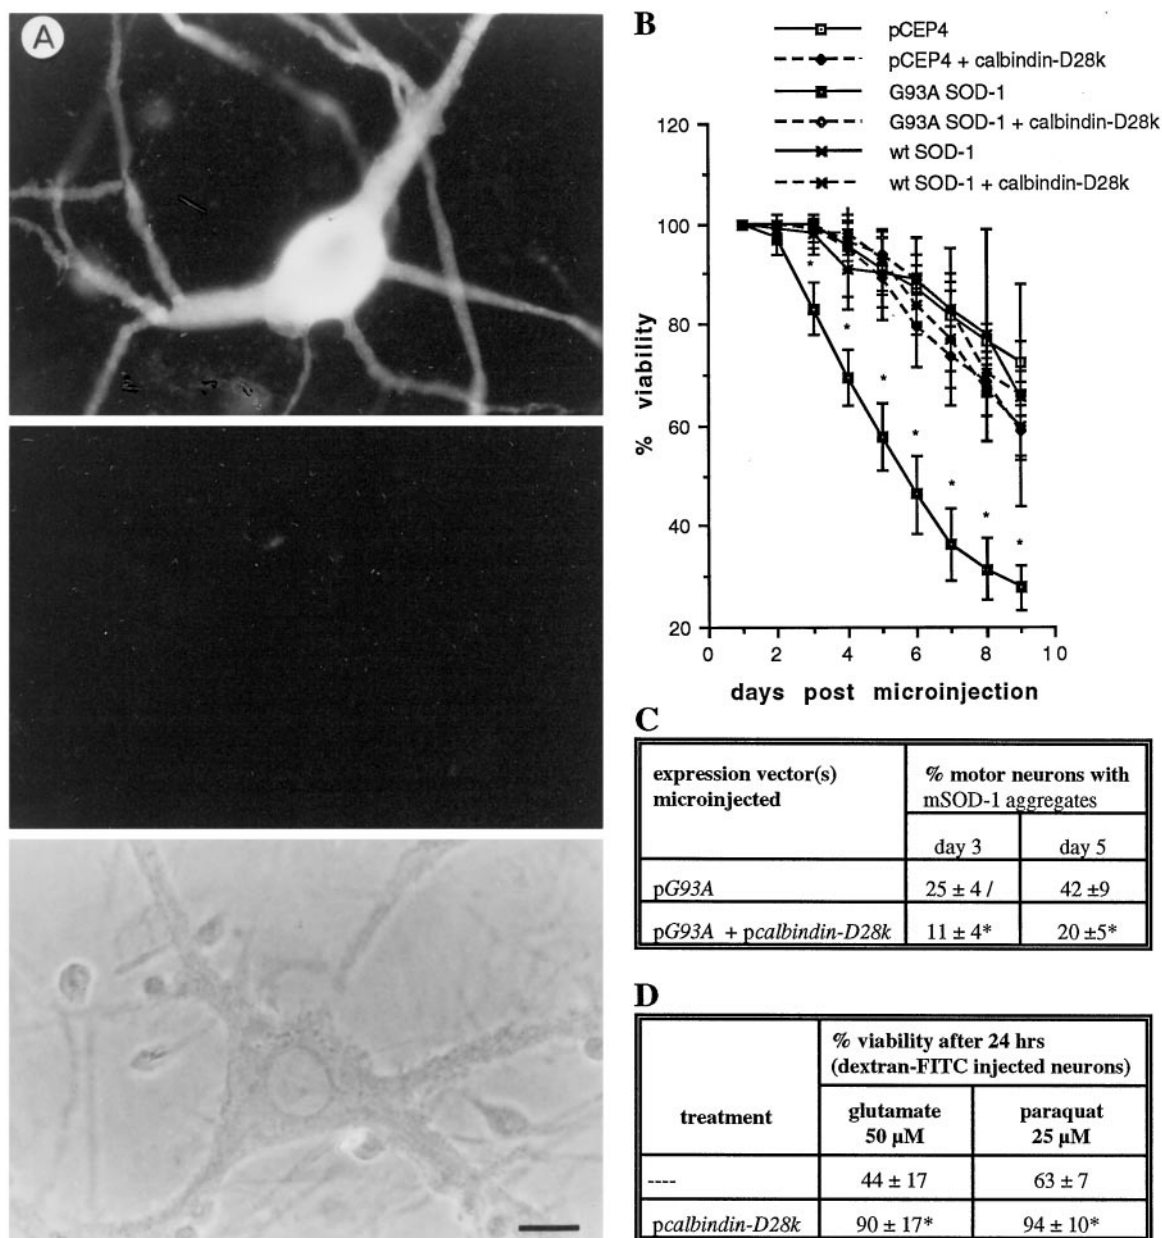 A
B
pCEP4
pCEP4 + calbindin-D28k
G93A SOD-1
G93A SOD-1 + calbindin-D28k
wt SOD-1
wt SOD-1 + calbindin-D28k
120
100
80
60
40
20
% viability
* * * * * * *
0 2 4 6 8 10
days post microinjection
C
expression vector(s) microinjected
% motor neurons with mSOD-1 aggregates
day 3 day 5
pG93A 25 ± 4 / 42 ±9
pG93A + pcalbindin-D28k 11 ± 4* 20 ±5*
D
treatment
% viability after 24 hrs
(dextran-FITC injected neurons)
glutamate 50 µM
paraquat 25 µM
---- 44 ± 17 63 ± 7
pcalbindin-D28k 90 ± 17* 94 ± 10*